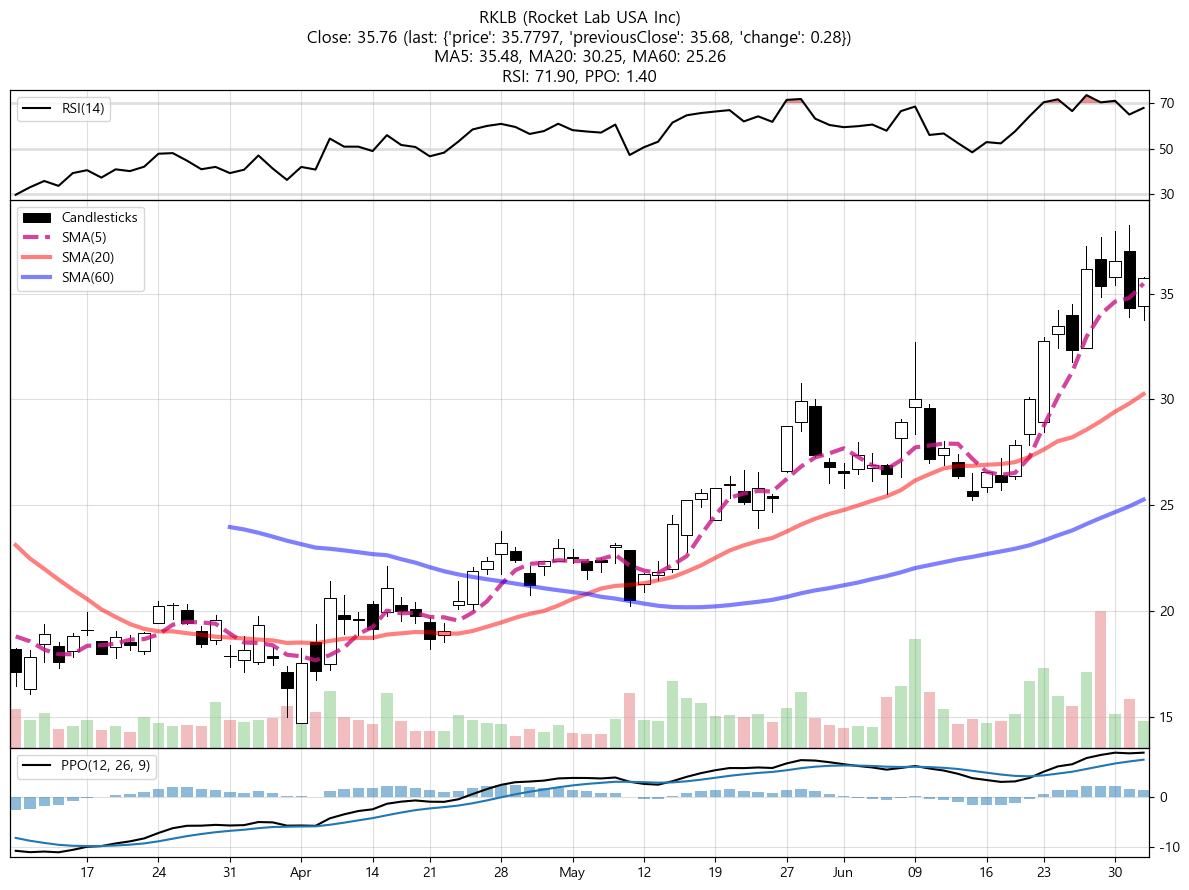 RKLB (Rocket Lab USA Inc)
Close: 35.76 (last: {'price': 35.7797, 'previousClose': 35.68, 'change': 0.28})
MA5: 35.48, MA20: 30.25, MA60: 25.26
RSI: 71.90, PPO: 1.40
RSI(14)
70
50
30
Candlesticks
SMA(5)
SMA(20)
SMA(60)
35
30
25
20
15
PPO(12, 26, 9)
0
-10
17 24 31 Apr 14 21 28 May 12 19 27 Jun 09 16 23 30